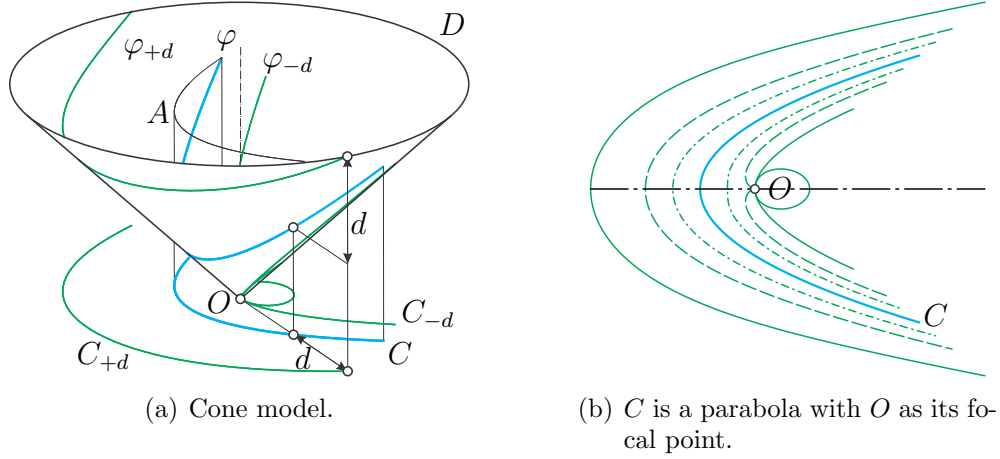 D
φ
φ₊d
φ₋d
A
d
O
O
C₋d
C
C
C₊d
d
(a) Cone model.
(b) C is a parabola with O as its fo-
cal point.